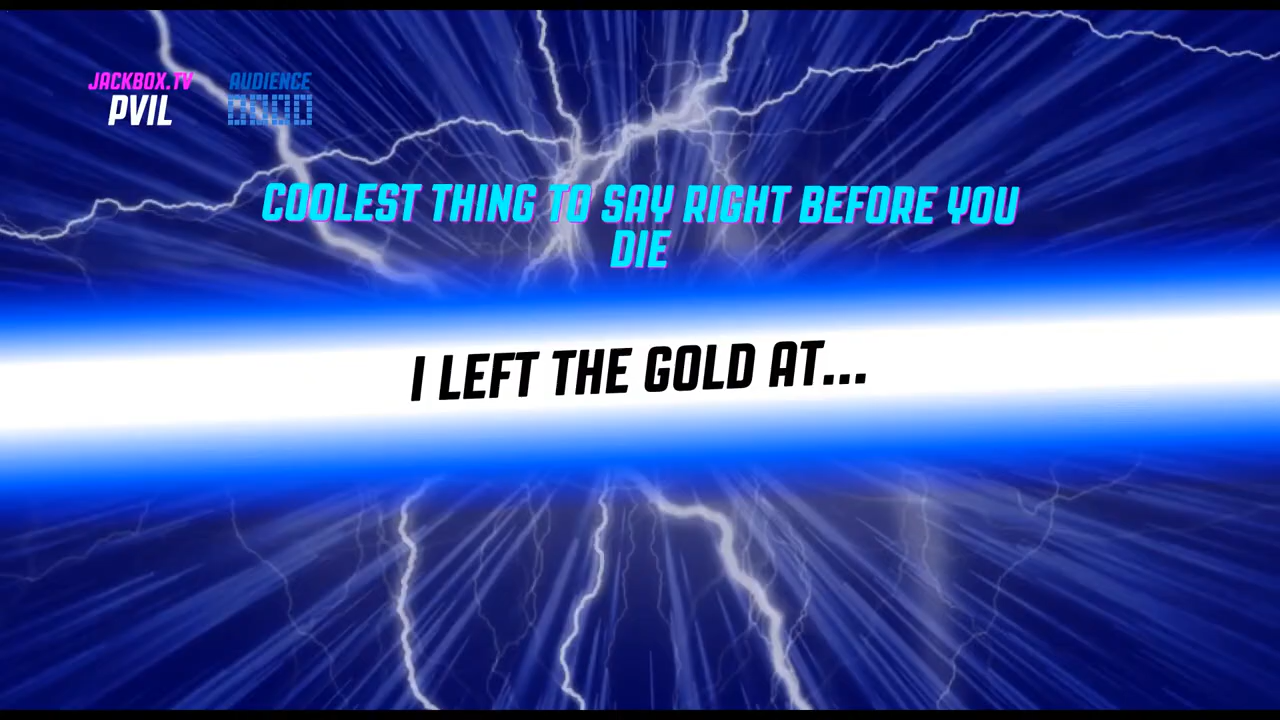 JACKBOX.TV
AUDIENCE
PVIL
COOLEST THING TO SAY RIGHT BEFORE YOU
DIE
I LEFT THE GOLD AT...